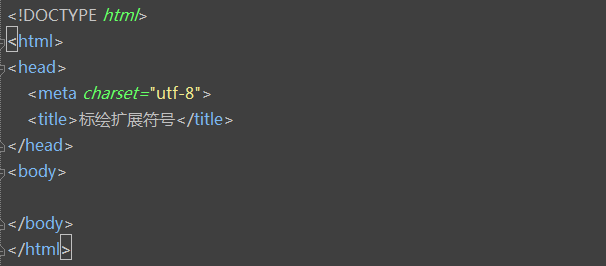 <!DOCTYPE html>
<html>
<head>
<meta charset="utf-8">
<title>标绘扩展符号</title>
</head>
<body>
</body>
</html>